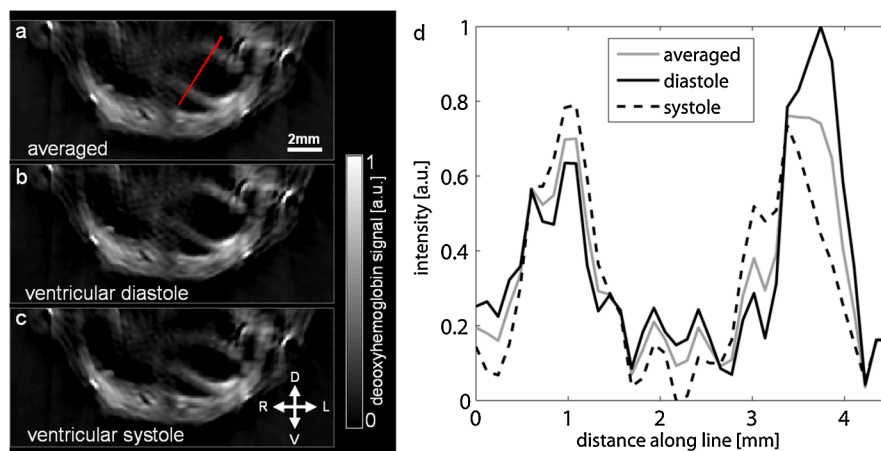 a
averaged
2mm
b
ventricular diastole
c
ventricular systole
D
R
L
V
1
deooxyhemoglobin signal [a.u.]
0
d
averaged
diastole
systole
1
0.8
0.6
0.4
0.2
0
intensity [a.u.]
0
1
2
3
4
distance along line [mm]